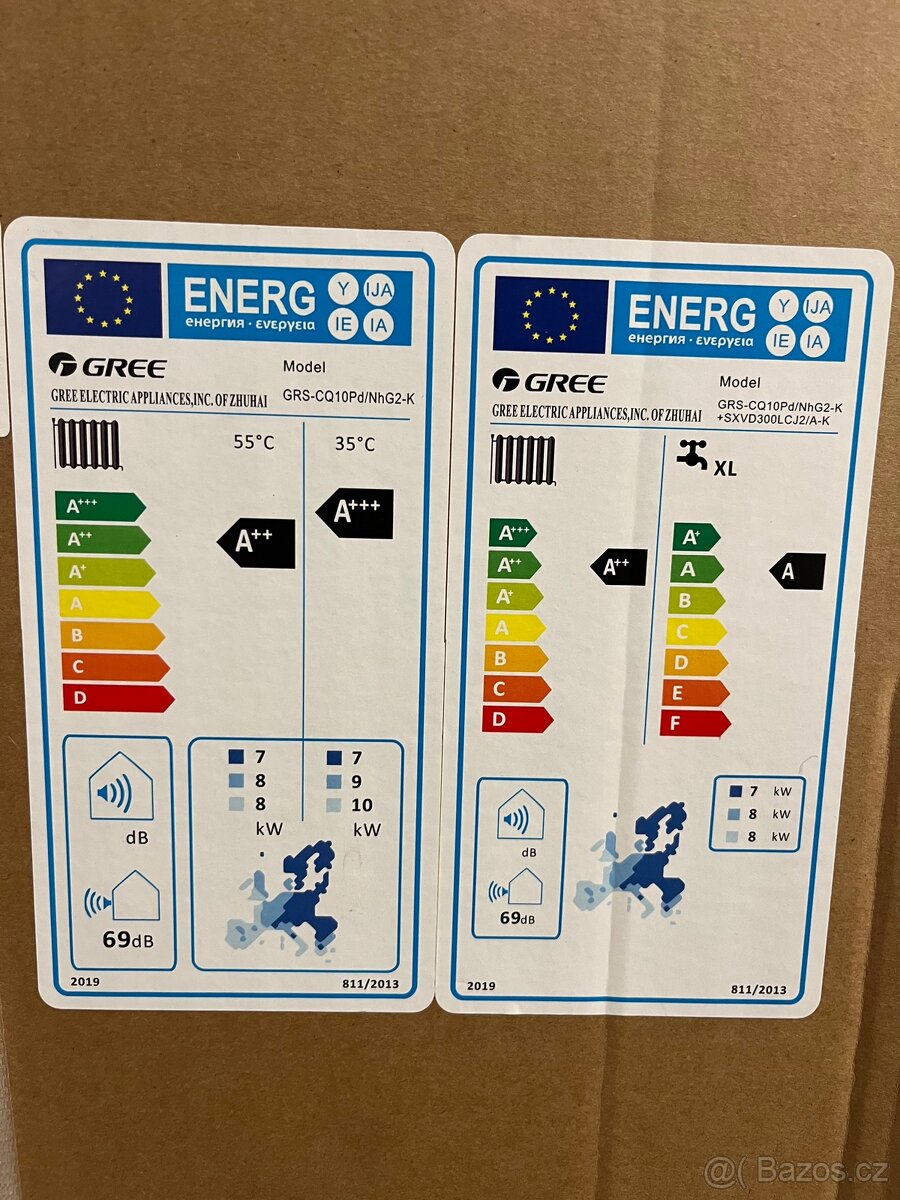 ENERG
Y IJA
IE IA
енергия · ενεργεια
GREE
GREE ELECTRIC APPLIANCES,INC. OF ZHUHAI
Model
GRS-CQ10Pd/NhG2-K
55°C
35°C
A+++
A++
A+
A
B
C
D
A++
A+++
dB
69dB
7
8
8
kW
7
9
10
kW
2019
811/2013
ENERG
Y IJA
IE IA
енергия · ενεργεια
GREE
GREE ELECTRIC APPLIANCES,INC. OF ZHUHAI
Model
GRS-CQ10Pd/NhG2-K
+SXVD300LCJ2/A-K
XL
A+++
A++
A+
A
B
C
D
A++
A+
A
B
C
D
E
F
A
dB
69dB
7 kW
8 kW
8 kW
2019
811/2013
@( Bazos.cz